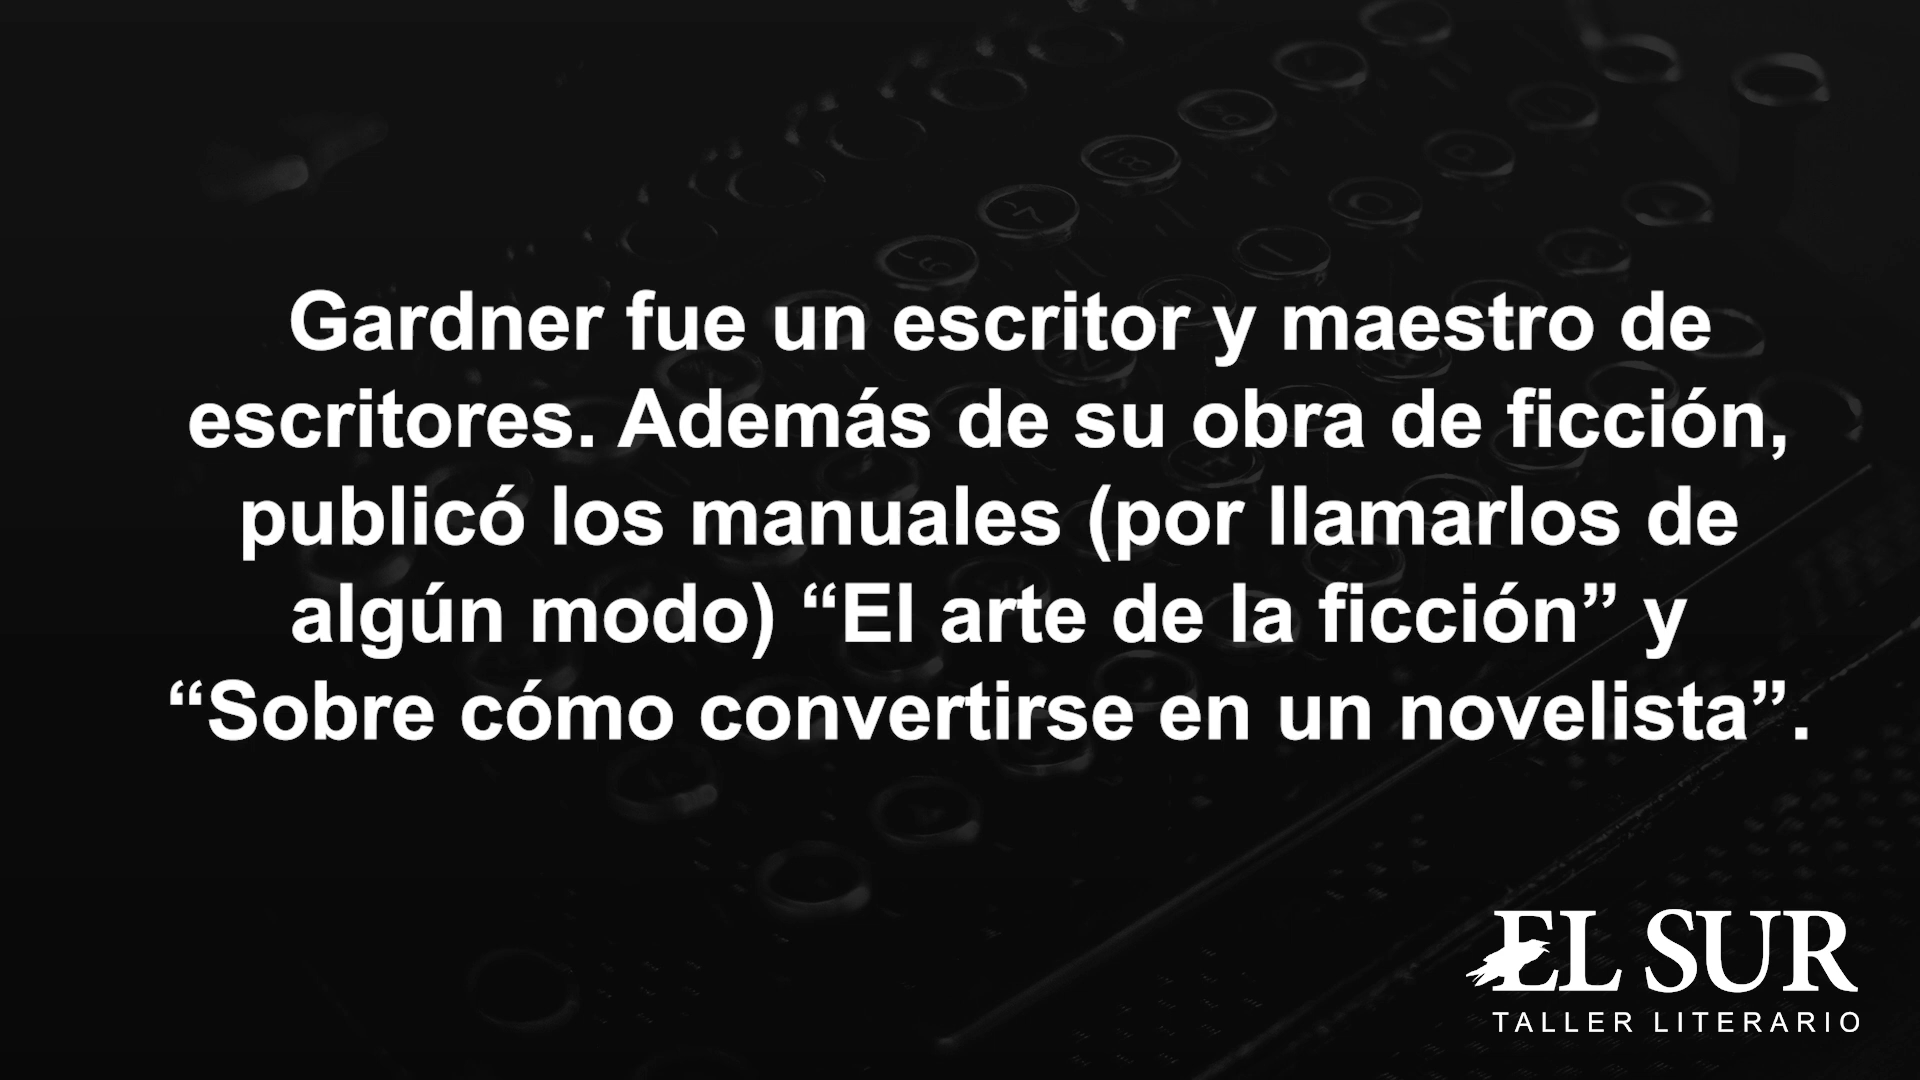 Gardner fue un escritor y maestro de
escritores. Además de su obra de ficción,
publicó los manuales (por llamarlos de
algún modo) “El arte de la ficción” y
“Sobre cómo convertirse en un novelista”.
EL SUR
TALLER LITERARIO